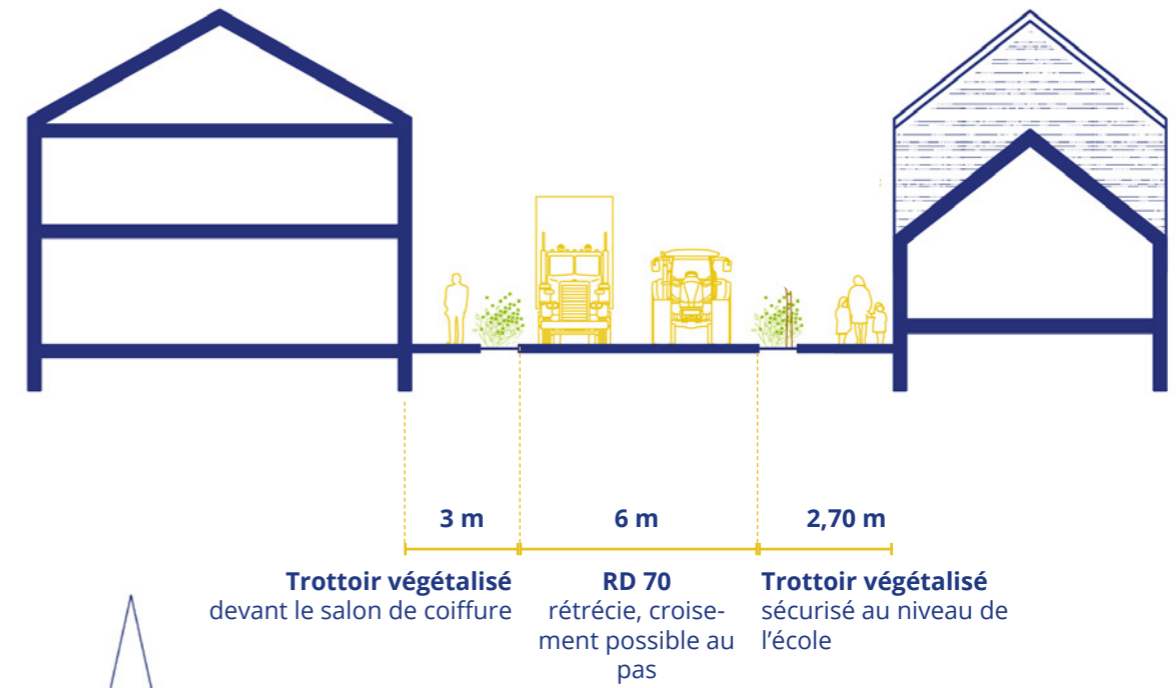 3 m
6 m
2,70 m
Trottoir végétalisé
devant le salon de coiffure
RD 70
rétrécie, croise-
ment possible au
pas
Trottoir végétalisé
sécurisé au niveau de
l'école